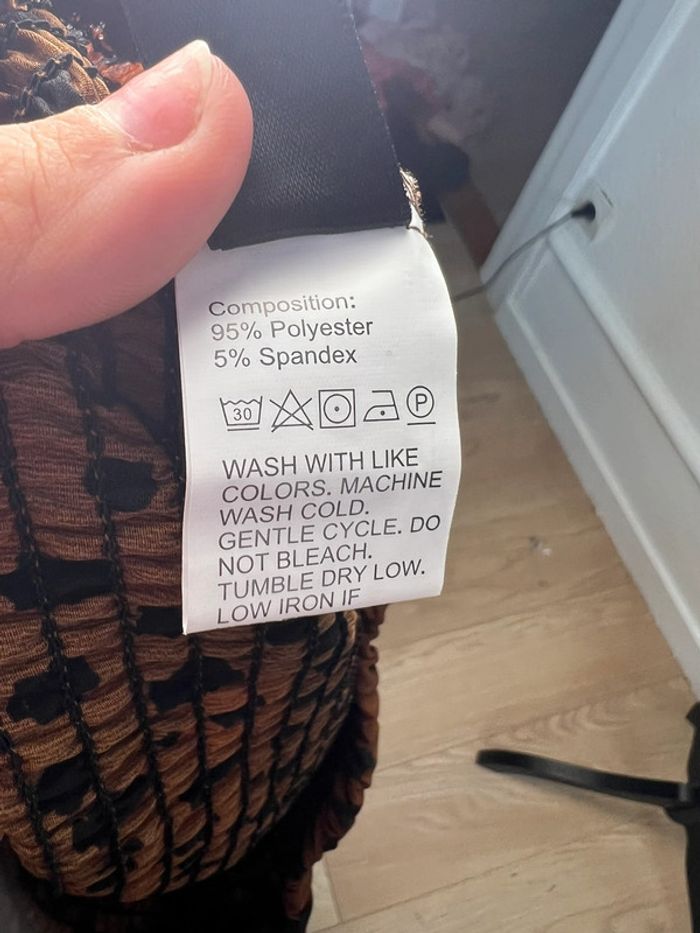 Composition:
95% Polyester
5% Spandex
30 P
WASH WITH LIKE
COLORS. MACHINE
WASH COLD.
GENTLE CYCLE. DO
NOT BLEACH.
TUMBLE DRY LOW.
LOW IRON IF